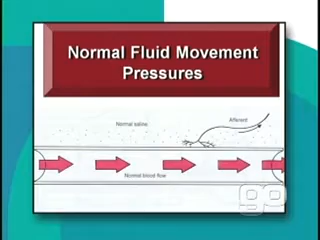 Normal Fluid Movement
Pressures
Normal saline
Afferent
Normal blood flow